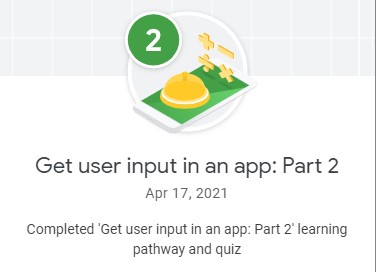 2
Get user input in an app: Part 2
Apr 17, 2021
Completed 'Get user input in an app: Part 2' learning
pathway and quiz